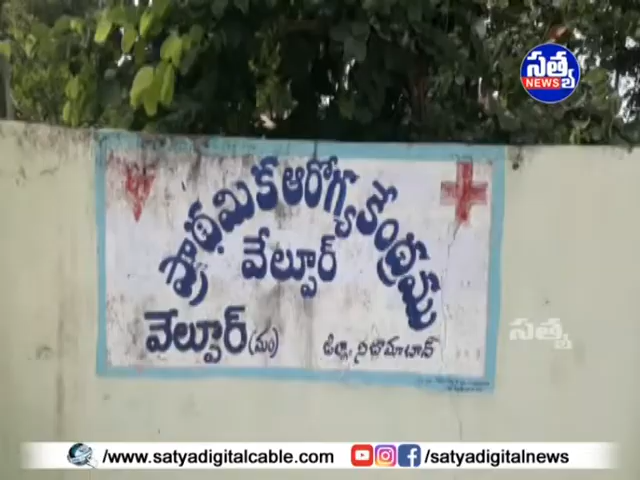 సత్య
NEWS
ప్రాథమిక ఆరోగ్య కేంద్రము
వేల్పూర్
వేల్పూర్ (మం) జిల్లా, నిజామాబాద్
సత్య
/www.satyadigitalcable.com
/satyadigitalnews